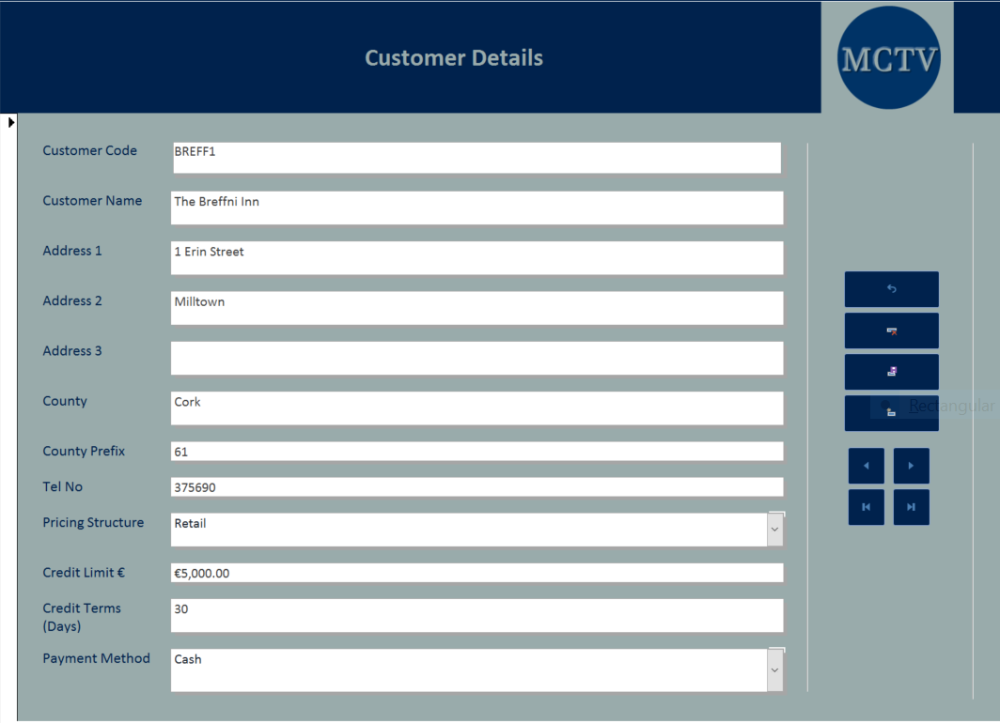 Customer Details
MCTV
Customer Code BREFF1
Customer Name The Breffni Inn
Address 1 1 Erin Street
Address 2 Milltown
Address 3
County Cork
Rectangular
County Prefix 61
Tel No 375690
Pricing Structure Retail
Credit Limit € €5,000.00
Credit Terms 30
(Days)
Payment Method Cash